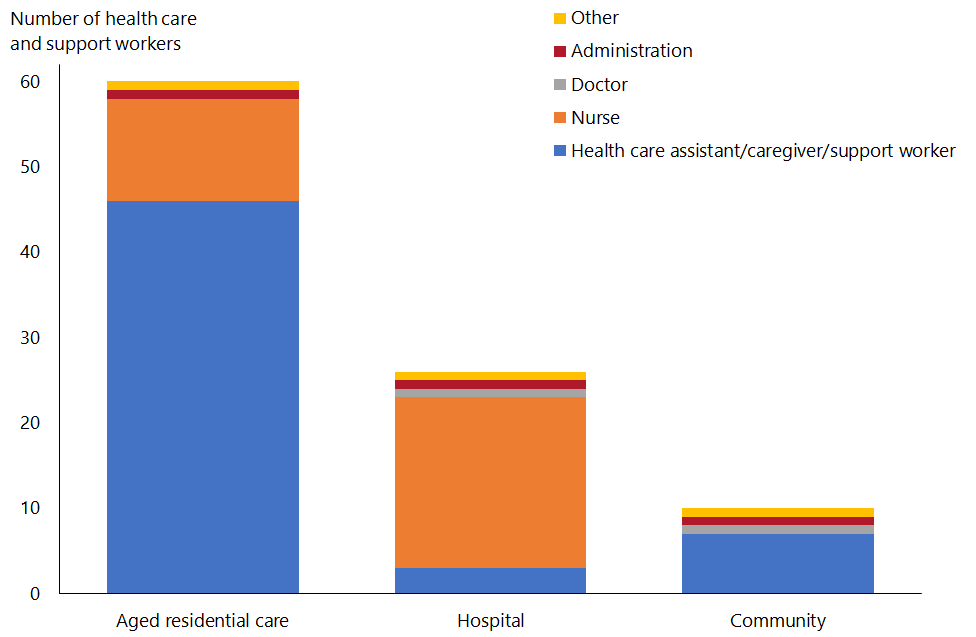 Number of health care
and support workers
Other
Administration
Doctor
Nurse
Health care assistant/caregiver/support worker
60
50
40
30
20
10
0
Aged residential care
Hospital
Community